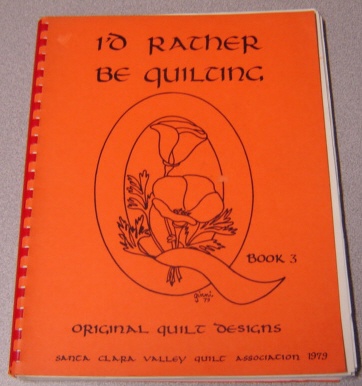 I'D RATHER
BE QUILTING
BOOK 3
ORIGINAL QUILT DESIGNS
SANTA CLARA VALLEY QUILT ASSOCIATION 1979